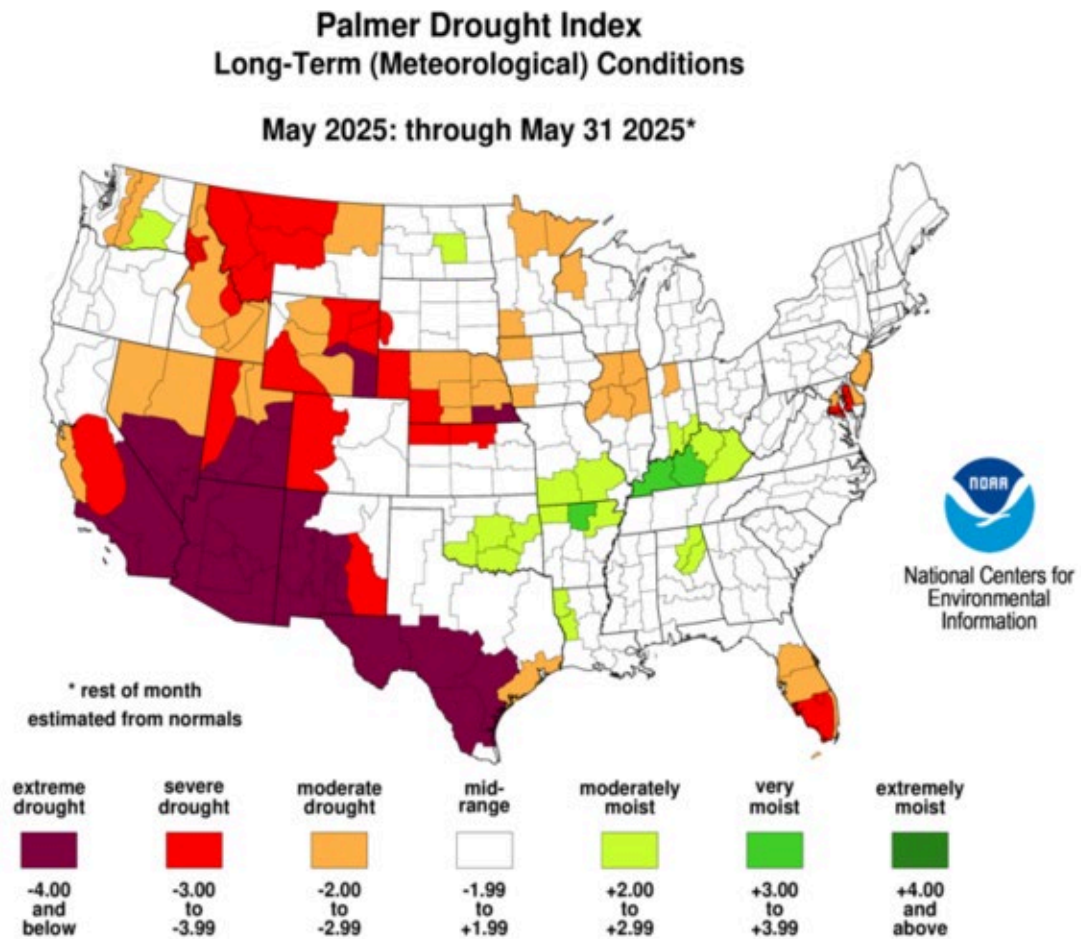 Palmer Drought Index
Long-Term (Meteorological) Conditions
May 2025: through May 31 2025*
NOAA
National Centers for
Environmental
Information
* rest of month
estimated from normals
extreme
drought
-4.00
and
below
severe
drought
-3.00
to
-3.99
moderate
drought
-2.00
to
-2.99
mid-
range
-1.99
to
+1.99
moderately
moist
+2.00
to
+2.99
very
moist
+3.00
to
+3.99
extremely
moist
+4.00
and
above